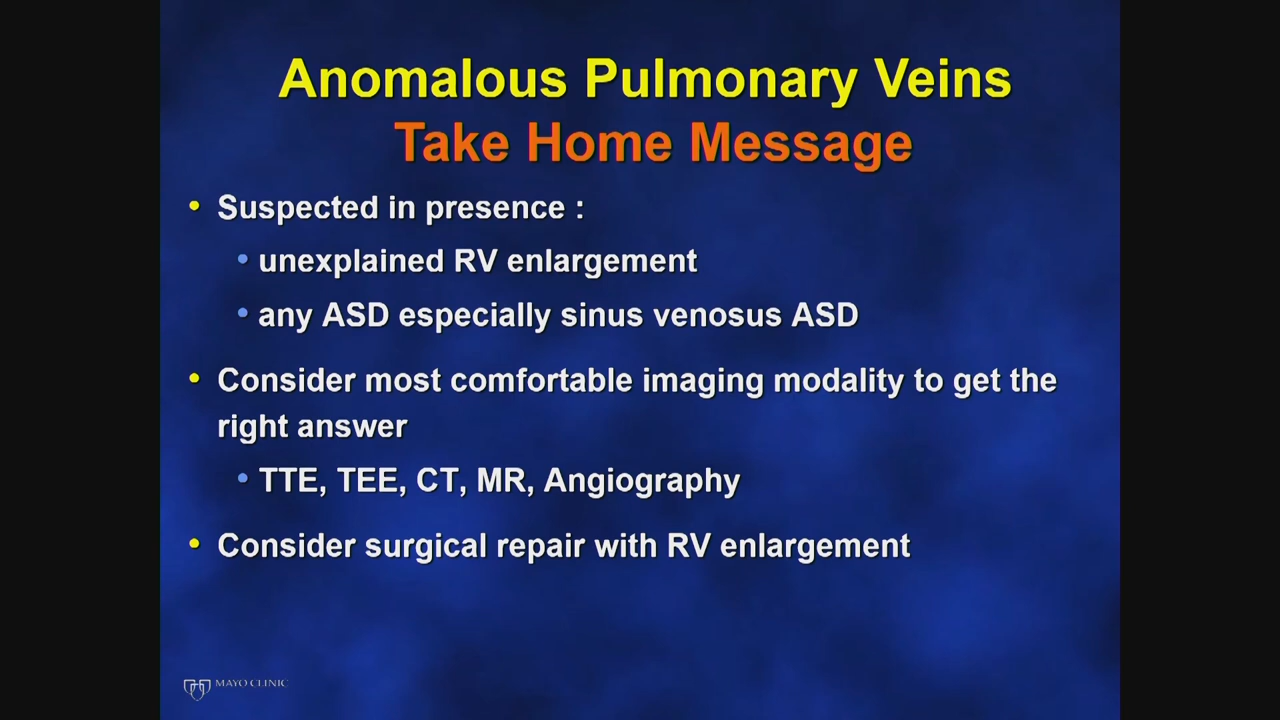 Anomalous Pulmonary Veins
Take Home Message
• Suspected in presence :
• unexplained RV enlargement
• any ASD especially sinus venosus ASD
• Consider most comfortable imaging modality to get the
right answer
• TTE, TEE, CT, MR, Angiography
• Consider surgical repair with RV enlargement
MAYO CLINIC